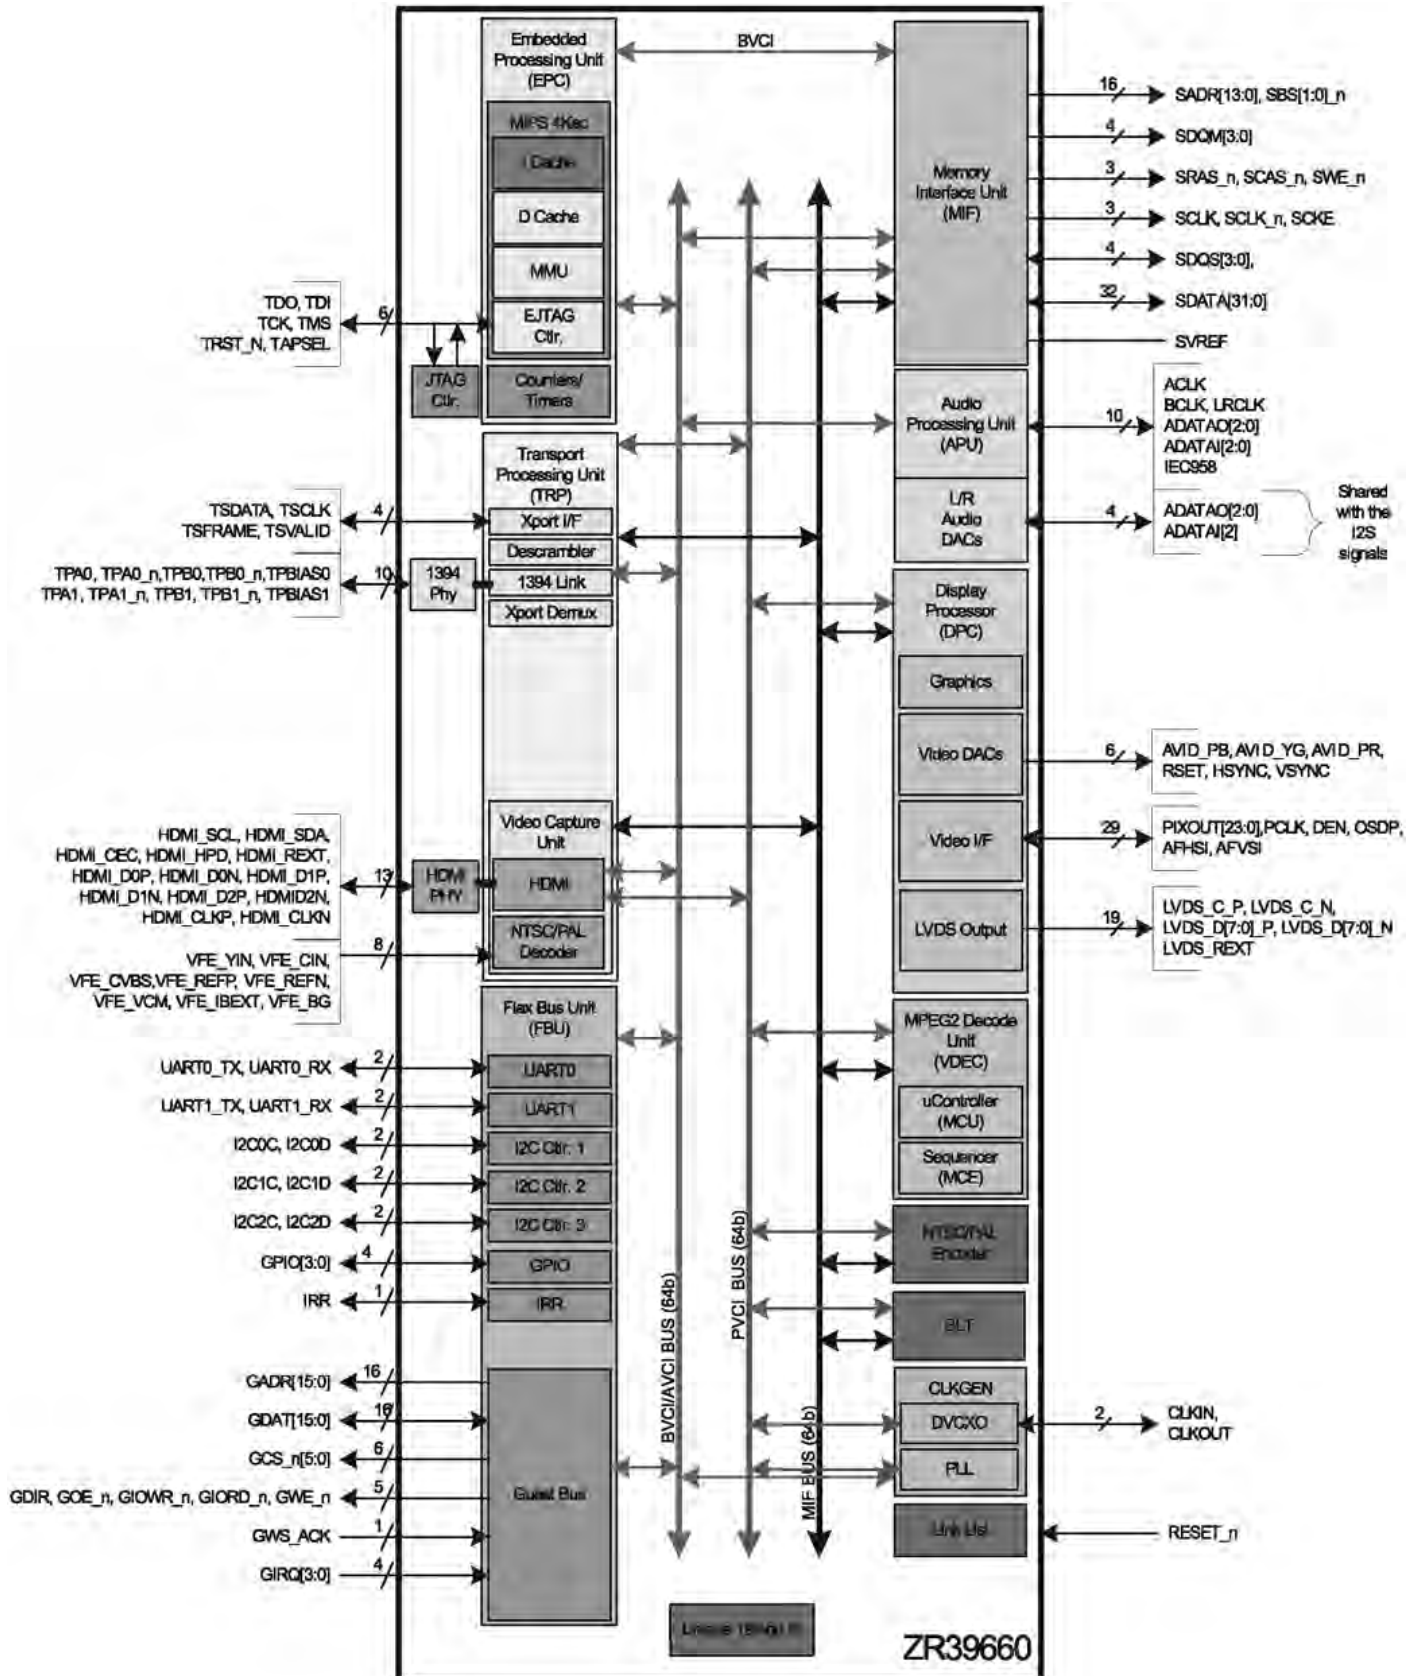 Embedded
Processing Unit
(EPC)
MIPS 4Kec
I Cache
D Cache
MMU
EJTAG
Ctlr.
Counters/
Timers
JTAG
Ctlr.
TDO, TDI
TCK, TMS
TRST_N, TAPSEL
6
BVCI
Memory
Interface Unit
(MIF)
16
SADR[13:0], SBS[1:0]_n
4
SDQM[3:0]
3
SRAS_n, SCAS_n, SWE_n
3
SCLK, SCLK_n, SCKE
4
SDQS[3:0],
32
SDATA[31:0]
SVREF
Audio
Processing Unit
(APU)
10
ACLK
BCLK, LRCLK
ADATAO[2:0]
ADATAI[2:0]
IEC958
L/R
Audio
DACs
4
ADATAO[2:0]
ADATAI[2]
Shared
with the
I2S
signals
Transport
Processing Unit
(TRP)
Xport I/F
Descrambler
1394 Link
Xport Demux
TSDATA, TSCLK
TSFRAME, TSVALID
4
TPA0, TPA0_n,TPB0,TPB0_n,TPBIAS0
TPA1, TPA1_n, TPB1, TPB1_n, TPBIAS1
10
1394
Phy
Display
Processor
(DPC)
Graphics
Video DACs
6
AVID_PB, AVID_YG, AVID_PR,
RSET, HSYNC, VSYNC
Video I/F
29
PIXOUT[23:0],PCLK, DEN, OSDP,
AFHSI, AFVSI
LVDS Output
19
LVDS_C_P, LVDS_C_N,
LVDS_D[7:0]_P, LVDS_D[7:0]_N
LVDS_REXT
Video Capture
Unit
HDMI
NTSC/PAL
Decoder
HDMI_SCL, HDMI_SDA,
HDMI_CEC, HDMI_HPD, HDMI_REXT,
HDMI_D0P, HDMI_D0N, HDMI_D1P,
HDMI_D1N, HDMI_D2P, HDMID2N,
HDMI_CLKP, HDMI_CLKN
13
HDMI
PHY
VFE_YIN, VFE_CIN,
VFE_CVBS,VFE_REFP, VFE_REFN,
VFE_VCM, VFE_IBEXT, VFE_BG
8
Flax Bus Unit
(FBU)
UART0_TX, UART0_RX
2
UART0
UART1_TX, UART1_RX
2
UART1
I2C0C, I2C0D
2
I2C Ctlr. 1
I2C1C, I2C1D
2
I2C Ctlr. 2
I2C2C, I2C2D
2
I2C Ctlr. 3
GPIO[3:0]
4
GPIO
IRR
1
IRR
GADR[15:0]
16
GDAT[15:0]
16
GCS_n[5:0]
6
GDIR, GOE_n, GIOWR_n, GIORD_n, GWE_n
5
GWS_ACK
1
GIRQ[3:0]
4
Guest Bus
BVCI/AVCI BUS (64b)
PVCI BUS (64b)
MIF BUS (64b)
MPEG2 Decode
Unit
(VDEC)
uController
(MCU)
Sequencer
(MCE)
NTSC/PAL
Encoder
BLT
CLKGEN
DVCXO
PLL
2
CLKIN,
CLKOUT
Link List
RESET_n
ZR39660